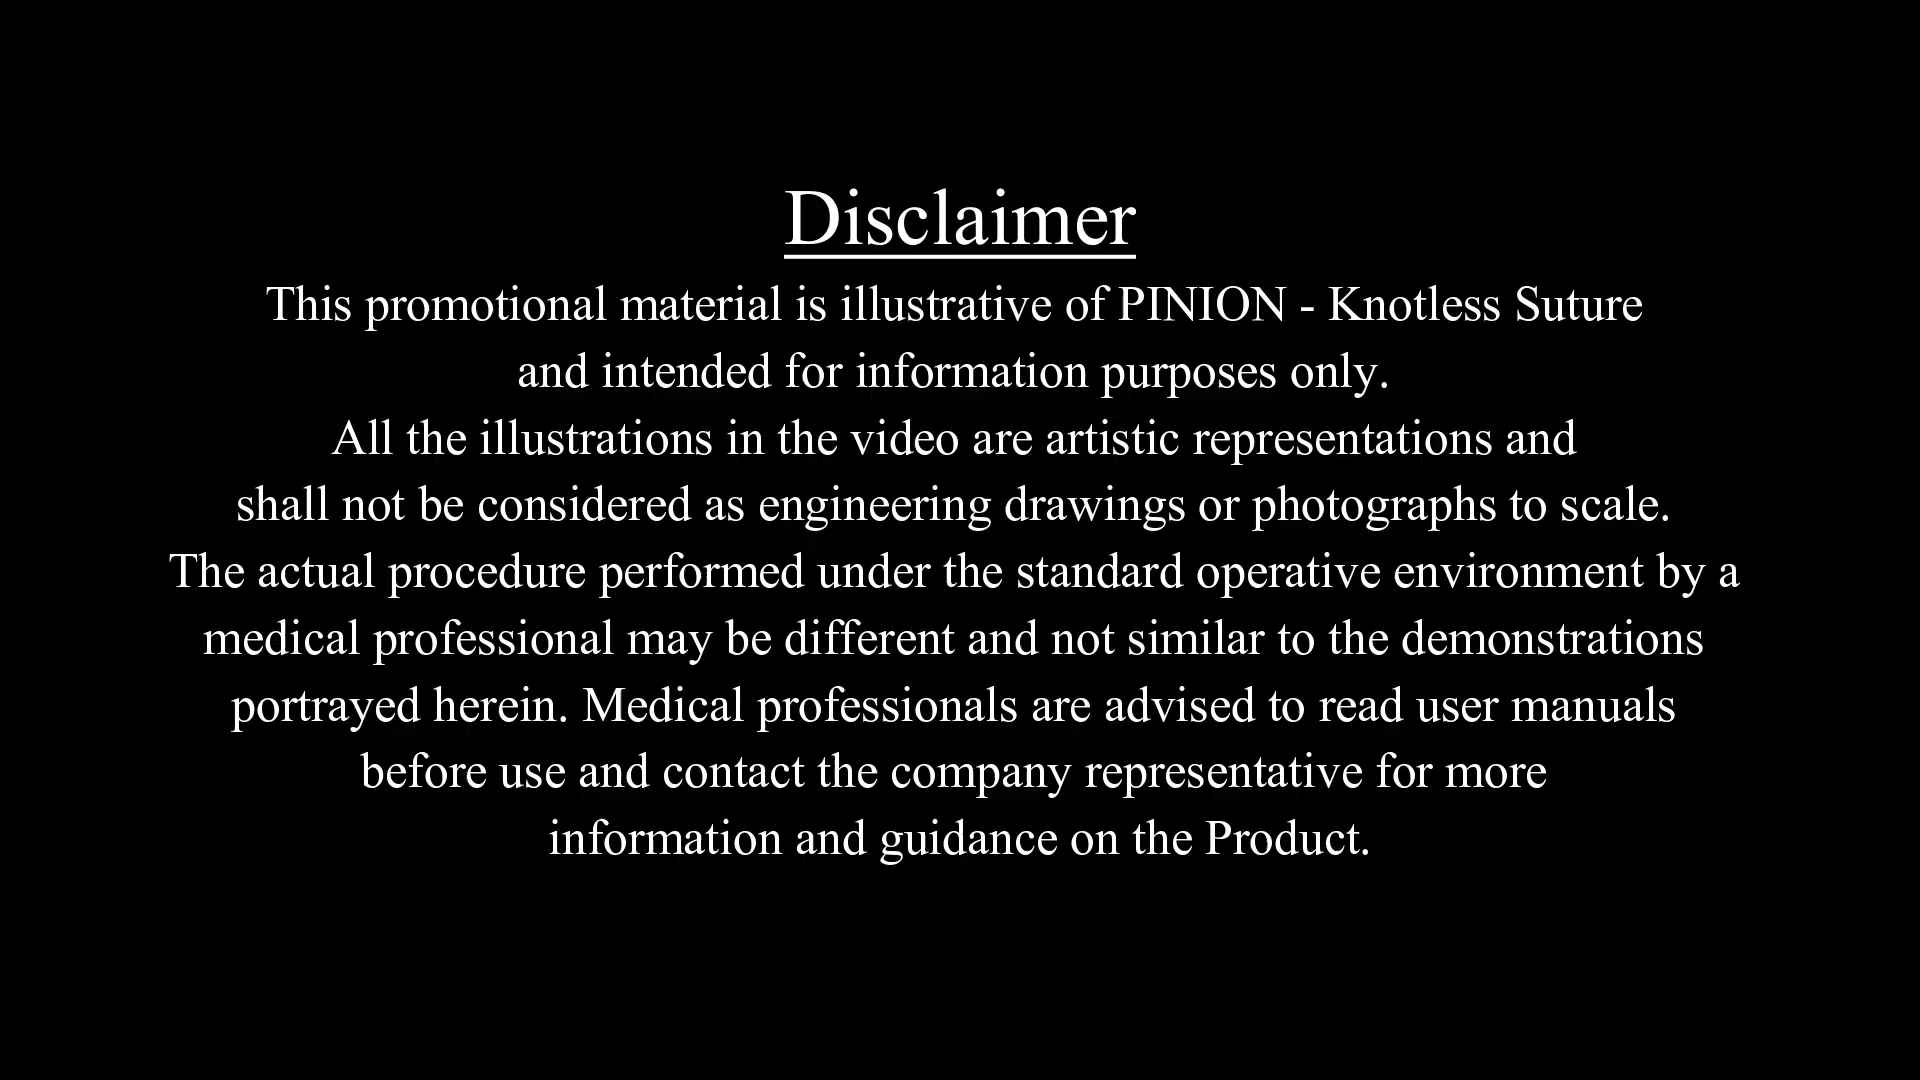 Disclaimer
This promotional material is illustrative of PINION - Knotless Suture
and intended for information purposes only.
All the illustrations in the video are artistic representations and
shall not be considered as engineering drawings or photographs to scale.
The actual procedure performed under the standard operative environment by a
medical professional may be different and not similar to the demonstrations
portrayed herein. Medical professionals are advised to read user manuals
before use and contact the company representative for more
information and guidance on the Product.